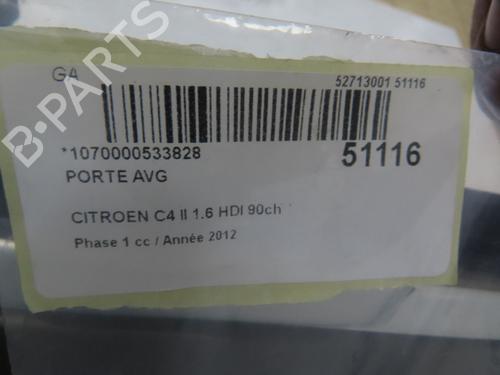 GA
52713001 51116
*1070000533828
51116
PORTE AVG
CITROEN C4 II 1.6 HDI 90ch
Phase 1 cc / Année 2012
B-PARTS